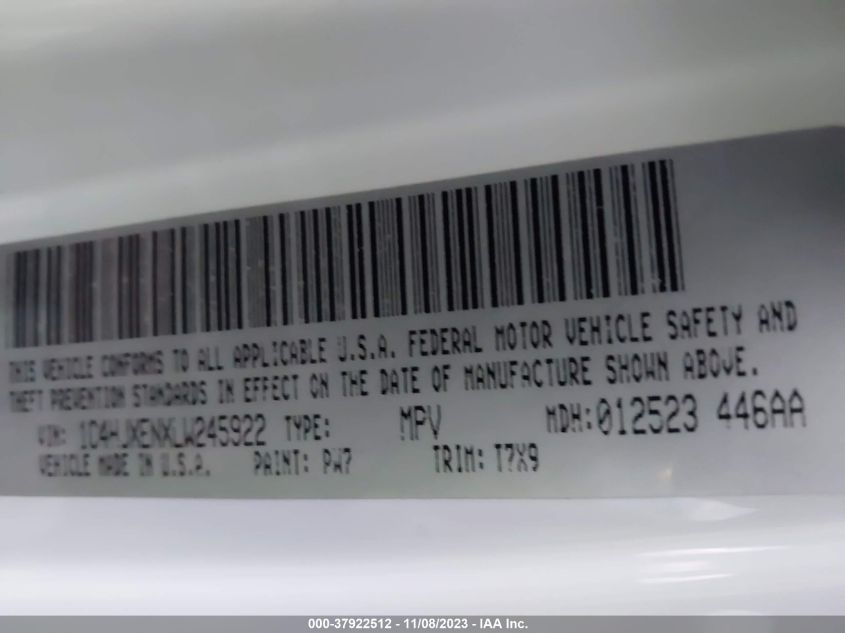 THIS VEHICLE CONFORMS TO ALL APPLICABLE U.S.A. FEDERAL MOTOR VEHICLE SAFETY AND
THEFT PREVENTION STANDARDS IN EFFECT ON THE DATE OF MANUFACTURE SHOWN ABOVE.
VIN: 1C4HJXENXLW245922 TYPE: MPV MDH: 012523 446AA
VEHICLE MADE IN U.S.A. PAINT: PW7 TRIM: T7X9
000-37922512 - 11/08/2023 - IAA Inc.